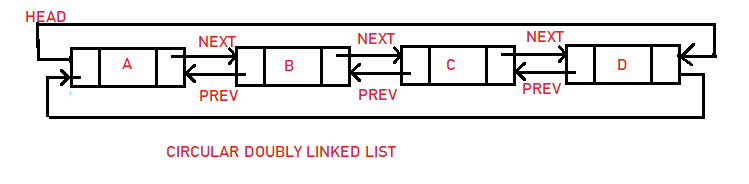 HEAD
NEXT
NEXT
NEXT
A
B
C
D
PREV
PREV
PREV
CIRCULAR DOUBLY LINKED LIST